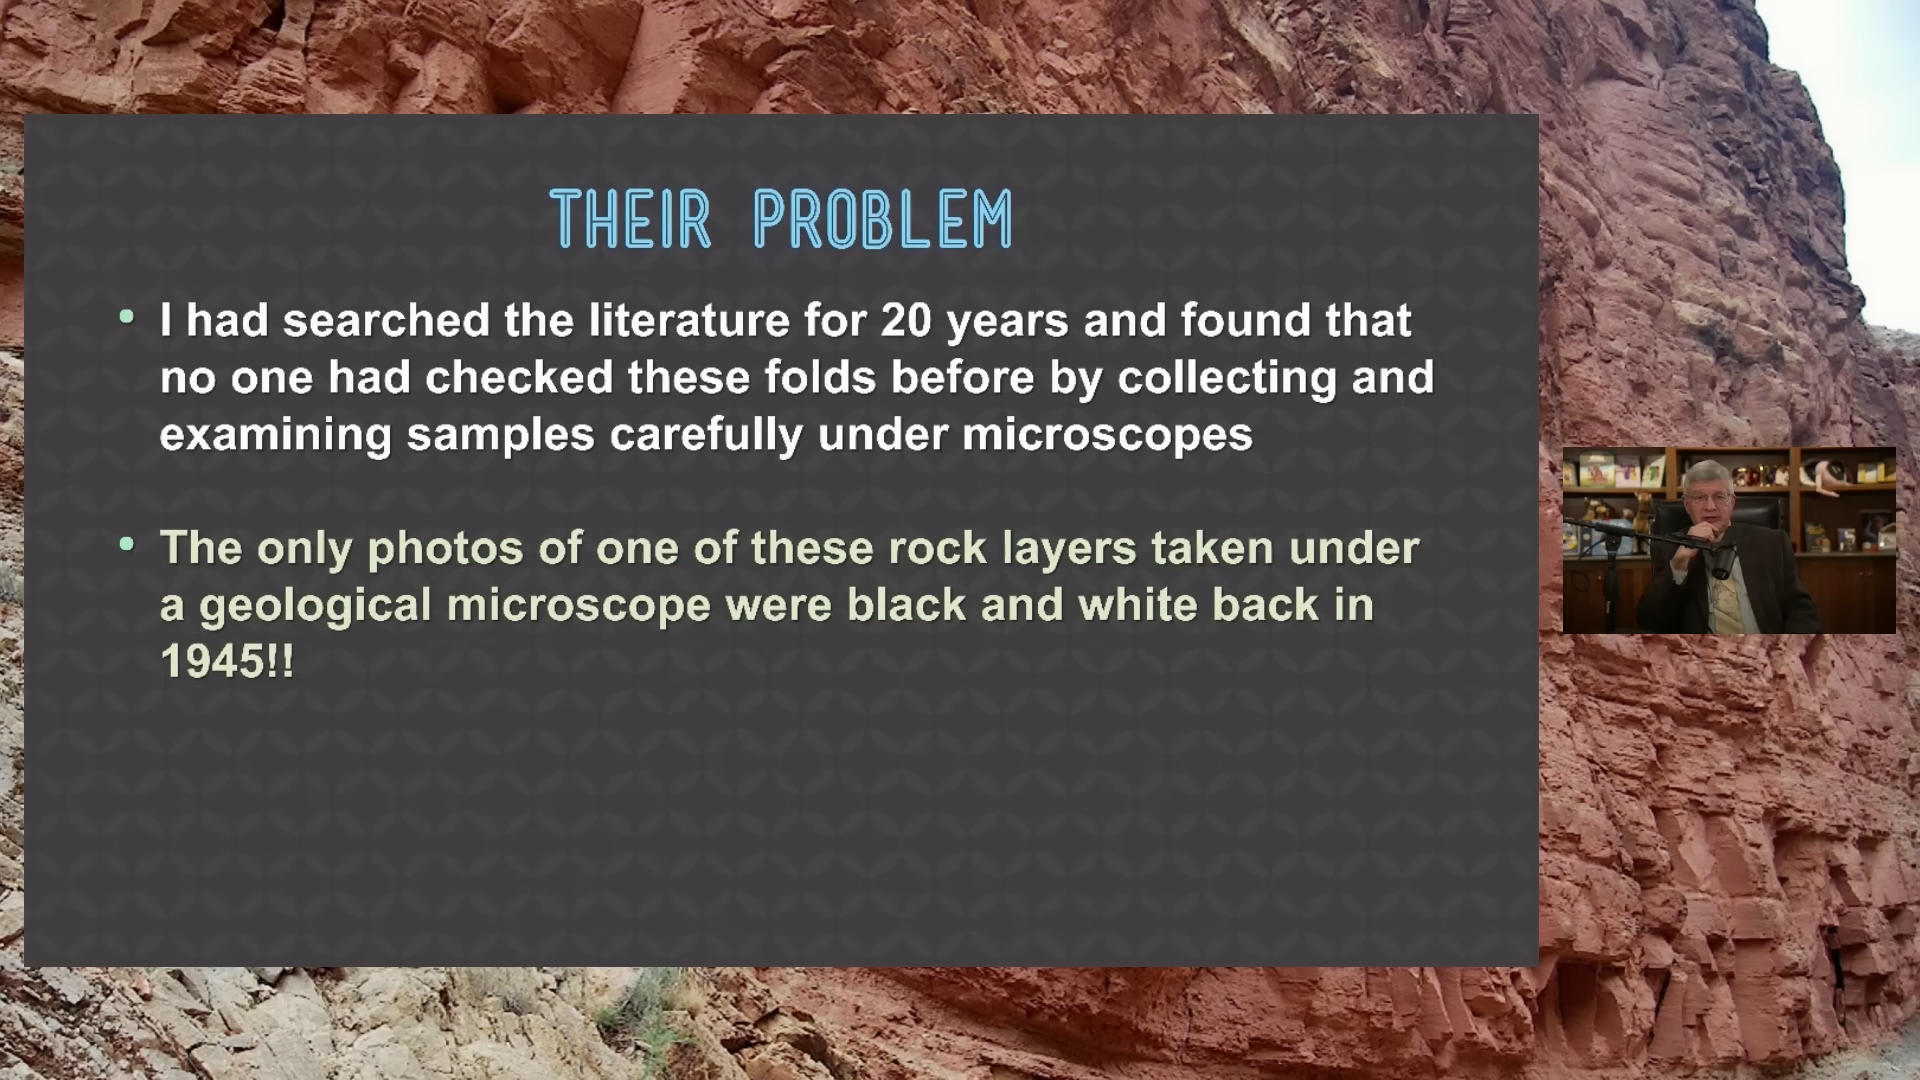 THEIR PROBLEM
• I had searched the literature for 20 years and found that
no one had checked these folds before by collecting and
examining samples carefully under microscopes
• The only photos of one of these rock layers taken under
a geological microscope were black and white back in
1945!!